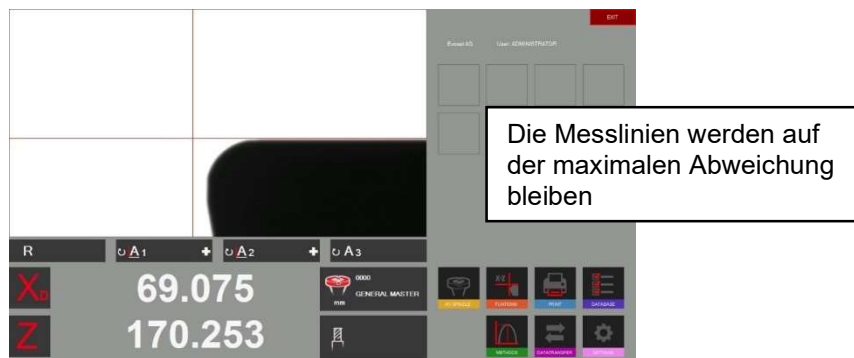 EXIT
User: ADMINISTRATOR
Die Messlinien werden auf
der maximalen Abweichung
bleiben
R
A1
A2
A3
X
69.075
0000
GENERAL MASTER
mm
Z
170.253
PRINT
DATABASE
METHODS
DATATRANSFER